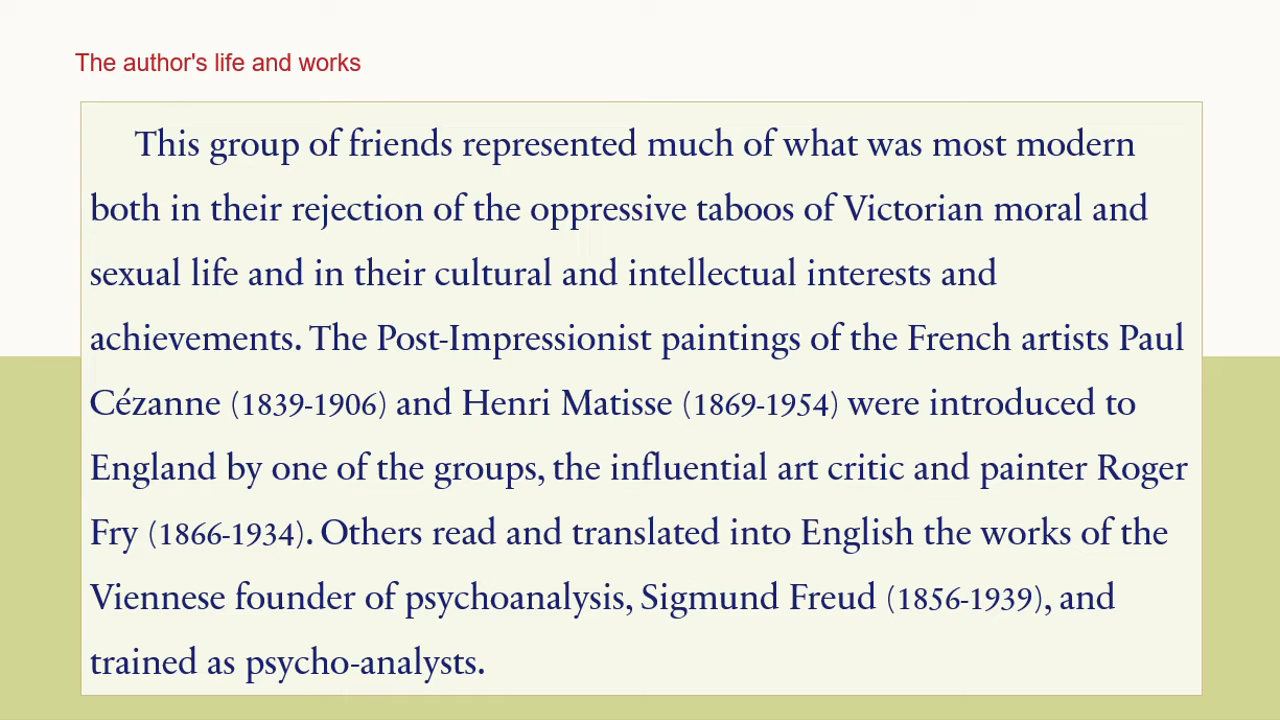 The author's life and works
This group of friends represented much of what was most modern
both in their rejection of the oppressive taboos of Victorian moral and
sexual life and in their cultural and intellectual interests and
achievements. The Post-Impressionist paintings of the French artists Paul
Cézanne (1839-1906) and Henri Matisse (1869-1954) were introduced to
England by one of the groups, the influential art critic and painter Roger
Fry (1866-1934). Others read and translated into English the works of the
Viennese founder of psychoanalysis, Sigmund Freud (1856-1939), and
trained as psycho-analysts.